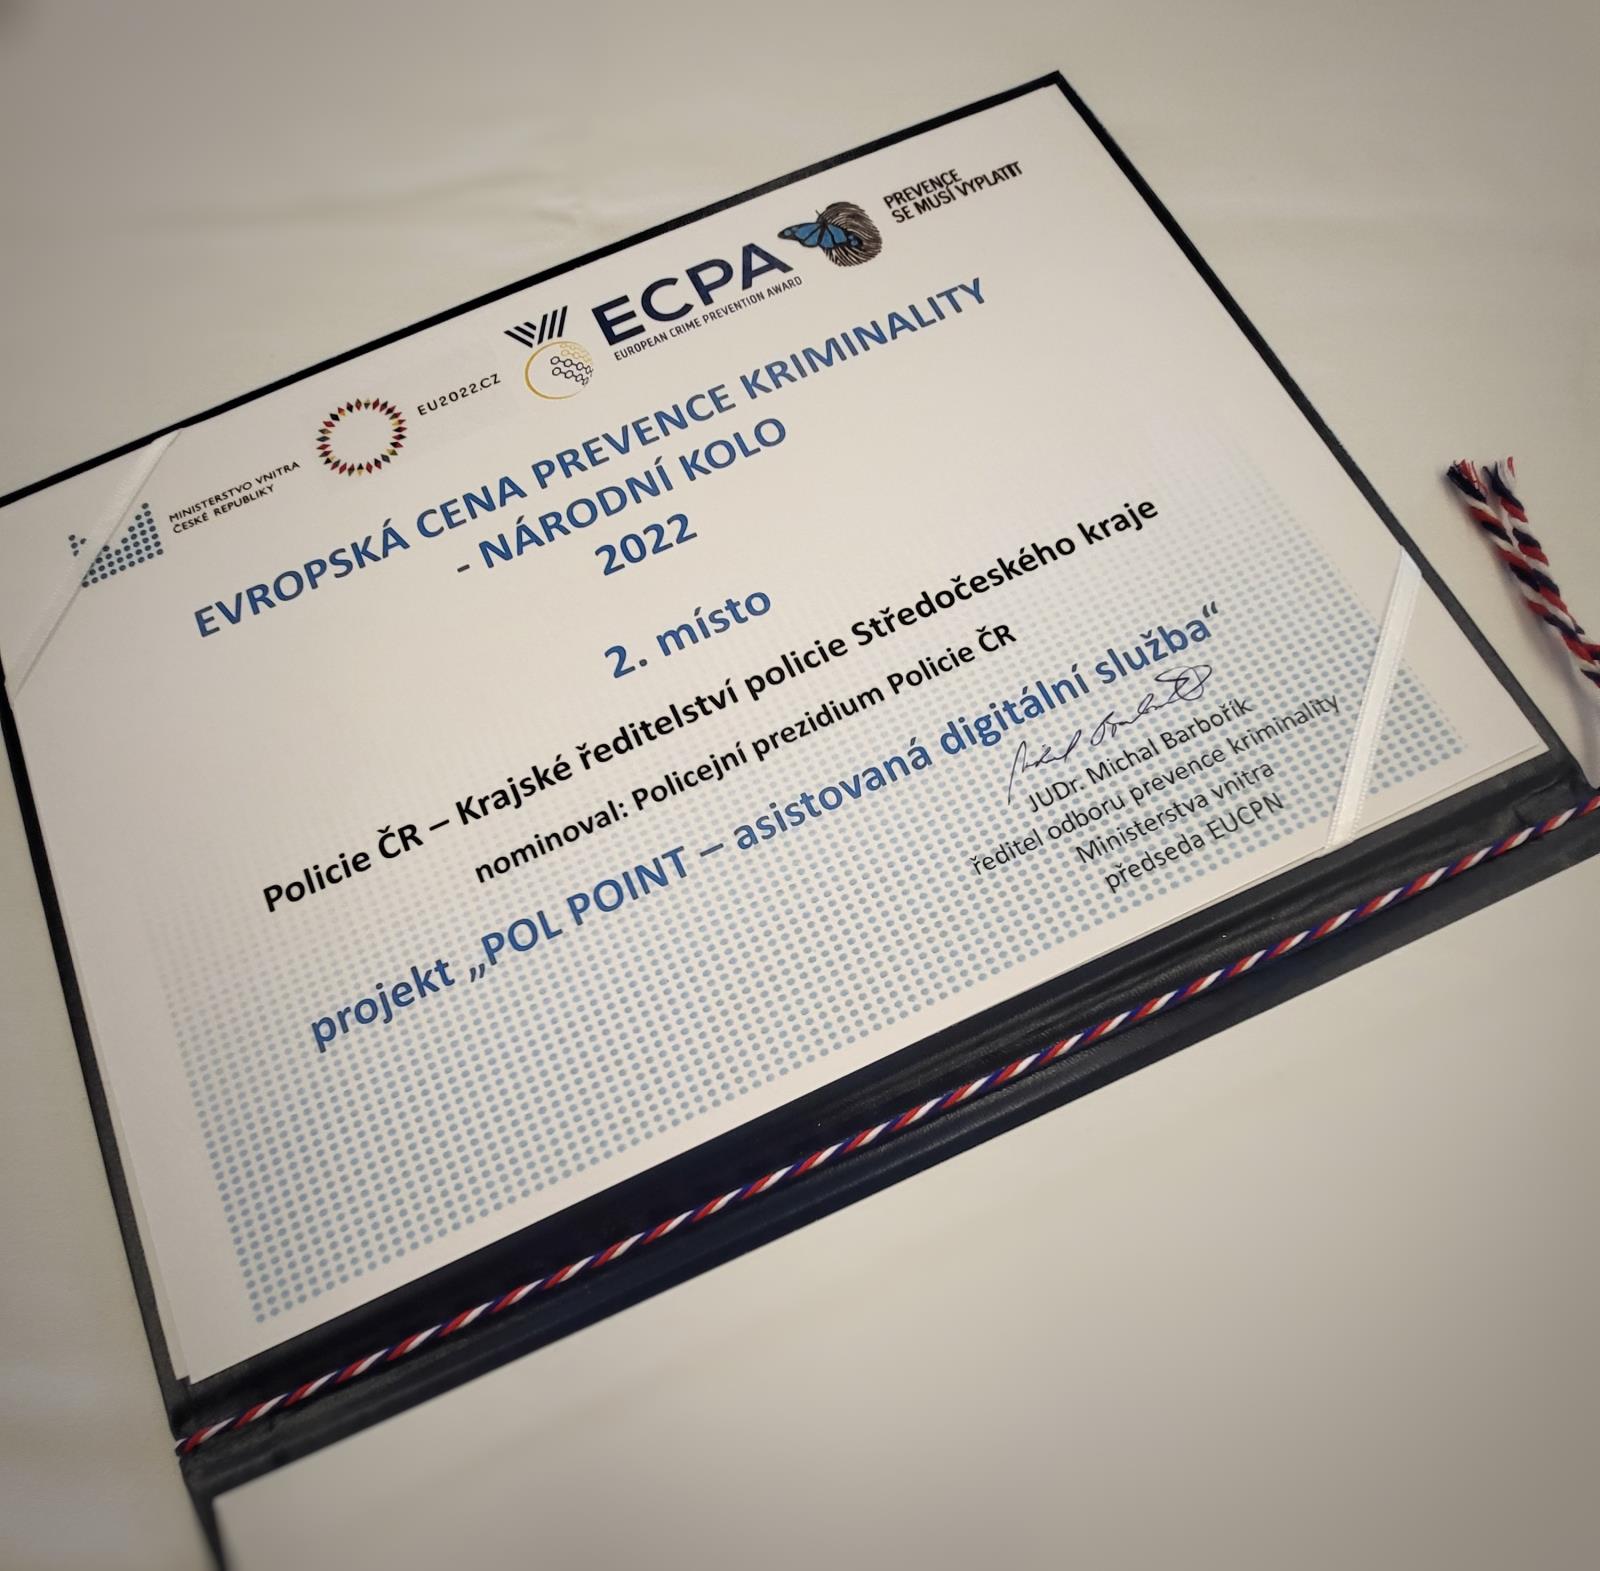 MINISTERSTVO VNITRA
ČESKÉ REPUBLIKY
EU2022.CZ
ECPA
EUROPEAN CRIME PREVENTION AWARD
PREVENCE
SE MUSÍ VYPLATIT
EVROPSKÁ CENA PREVENCE KRIMINALITY
- NÁRODNÍ KOLO
2022
2. místo
Policie ČR – Krajské ředitelství policie Středočeského kraje
nominoval: Policejní prezidium Policie ČR
projekt „POL POINT – asistovaná digitální služba“
JUDr. Michal Barbořík
ředitel odboru prevence kriminality
Ministerstva vnitra
předseda EUCPN